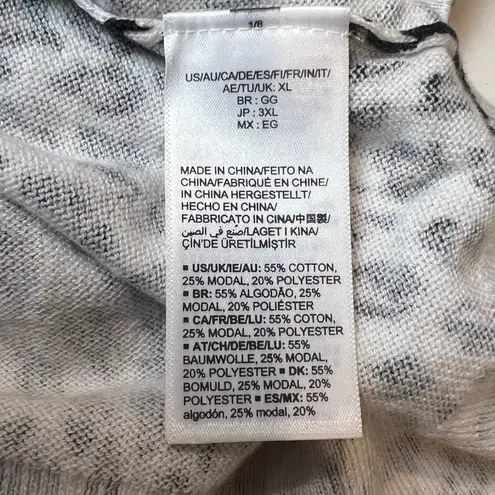 1/8
US/AU/CA/DE/ES/FI/FR/IN/IT/
AE/TU/UK: XL
BR : GG
JP : 3XL
MX : EG
MADE IN CHINA/FEITO NA
CHINA/FABRIQUÉ EN CHINE/
IN CHINA HERGESTELLT/
HECHO EN CHINA/
FABBRICATO IN CINA/中国製/
صنع في الصين/LAGET I KINA/
ÇİN'DE ÜRETİLMİŞTİR
▪ US/UK/IE/AU: 55% COTTON,
25% MODAL, 20% POLYESTER
▪ BR: 55% ALGODÃO, 25%
MODAL, 20% POLIÉSTER
▪ CA/FR/BE/LU: 55% COTON,
25% MODAL, 20% POLYESTER
▪ AT/CH/DE/BE/LU: 55%
BAUMWOLLE, 25% MODAL,
20% POLYESTER ▪ DK: 55%
BOMULD, 25% MODAL, 20%
POLYESTER ▪ ES/MX: 55%
algodón, 25% modal, 20%